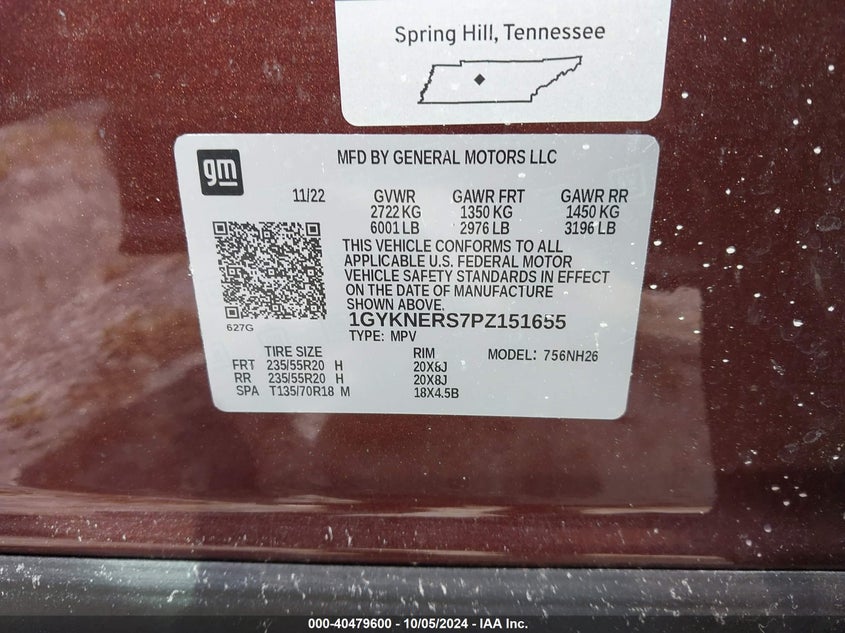 Spring Hill, Tennessee
gm
MFD BY GENERAL MOTORS LLC
11/22 GVWR GAWR FRT GAWR RR
2722 KG 1350 KG 1450 KG
6001 LB 2976 LB 3196 LB
THIS VEHICLE CONFORMS TO ALL
APPLICABLE U.S. FEDERAL MOTOR
VEHICLE SAFETY STANDARDS IN EFFECT
ON THE DATE OF MANUFACTURE
SHOWN ABOVE.
627G
1GYKNERS7PZ151655
TYPE: MPV
TIRE SIZE RIM MODEL: 756NH26
FRT 235/55R20 H 20X8J
RR 235/55R20 H 20X8J
SPA T135/70R18 M 18X4.5B
000-40479600 - 10/05/2024 - IAA Inc.